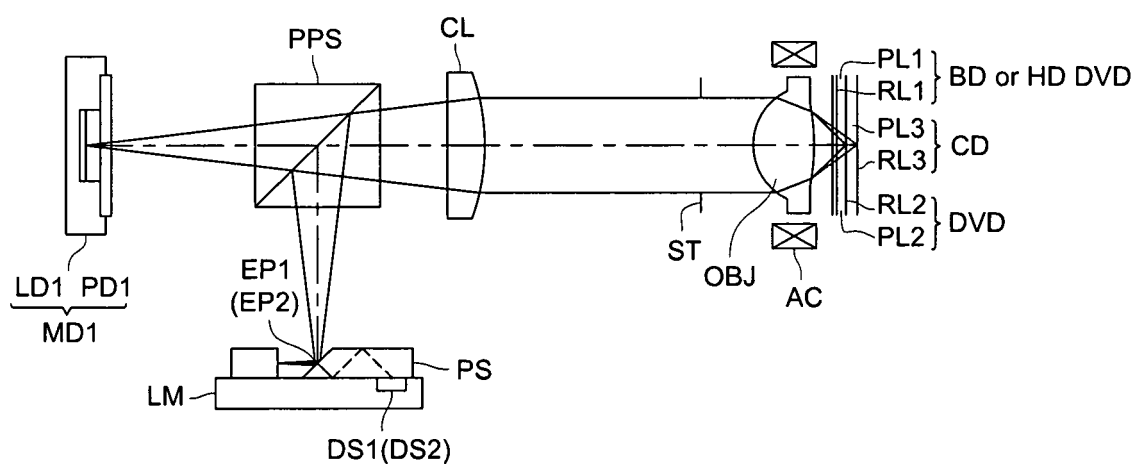 PPS
CL
PL1
RL1
BD or HD DVD
PL3
RL3
CD
RL2
PL2
DVD
ST
OBJ
AC
LD1 PD1
MD1
EP1
(EP2)
PS
LM
DS1(DS2)